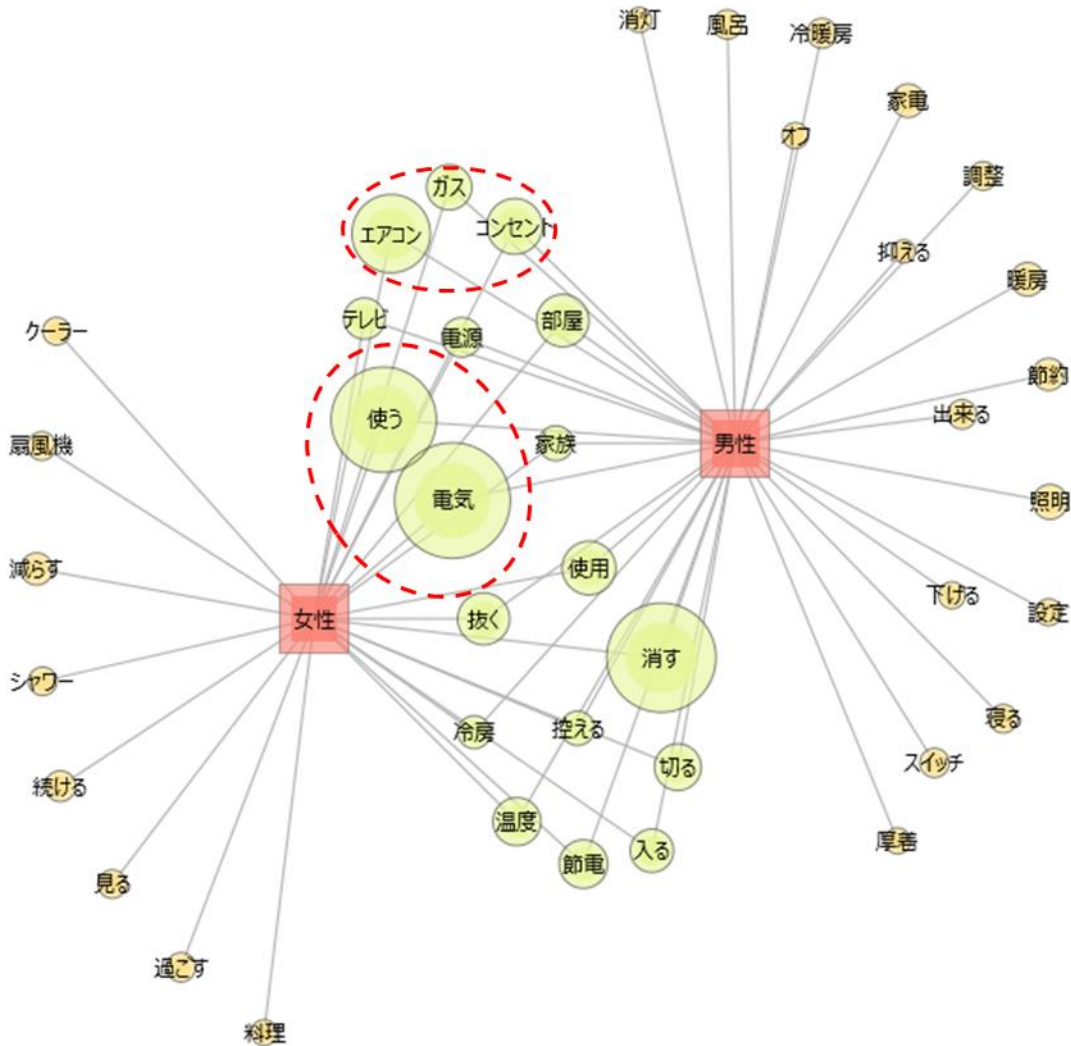 消灯
風呂
冷暖房
家電
オフ
調整
ガス
エアコン
コンセント
抑える
暖房
テレビ
電源
部屋
クーラー
節約
使う
出来る
扇風機
家族
男性
電気
照明
減らす
使用
女性
抜く
下げる
設定
消す
シャワー
冷房
控える
寝る
切る
スイッチ
続ける
温度
節電
入る
厚着
見る
過ごす
料理